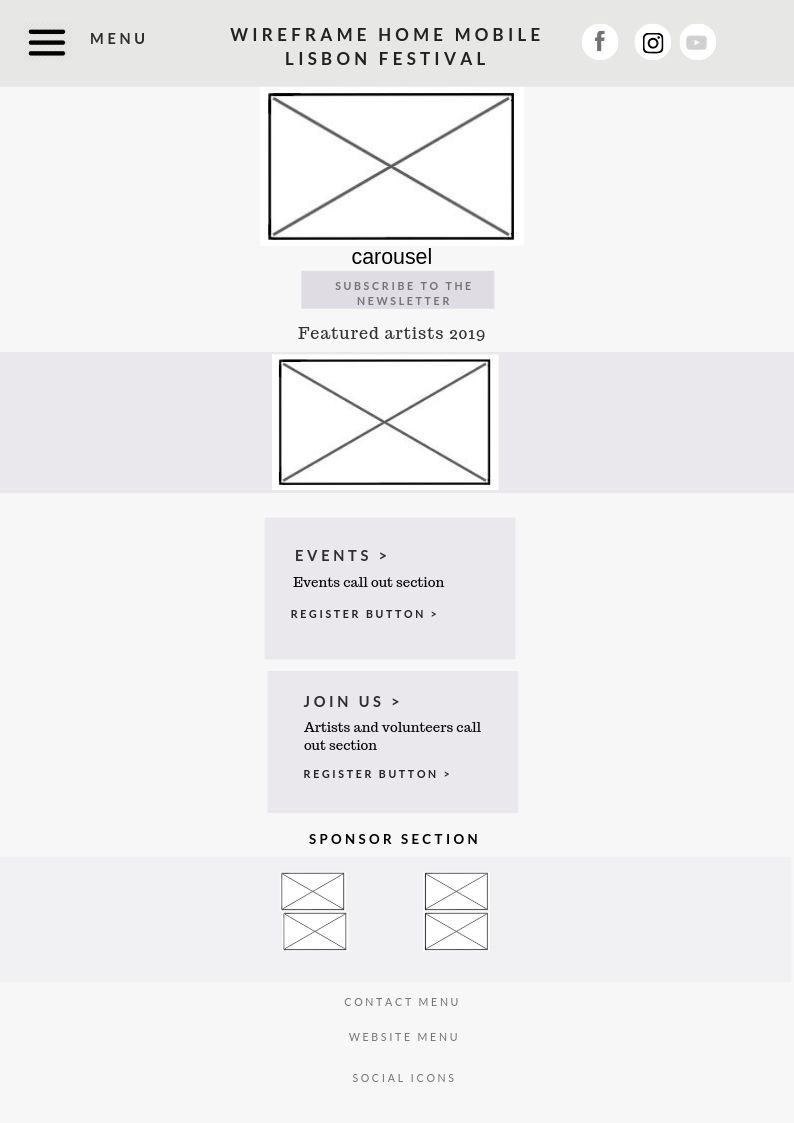 MENU
WIREFRAME HOME MOBILE
LISBON FESTIVAL
carousel
SUBSCRIBE TO THE
NEWSLETTER
Featured artists 2019
EVENTS >
Events call out section
REGISTER BUTTON >
JOIN US >
Artists and volunteers call
out section
REGISTER BUTTON >
SPONSOR SECTION
CONTACT MENU
WEBSITE MENU
SOCIAL ICONS